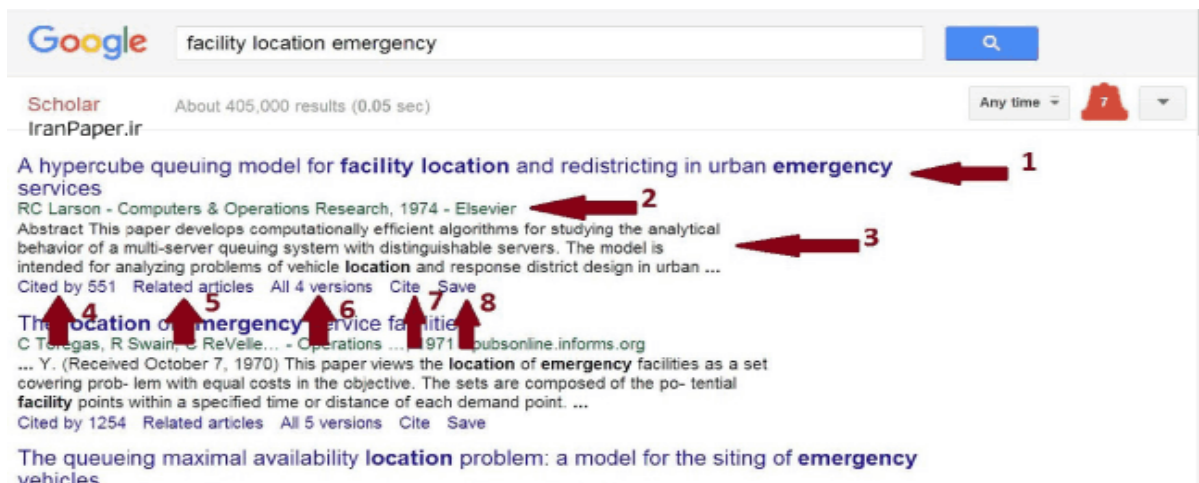 Google facility location emergency
Scholar About 405,000 results (0.05 sec) Any time 7
IranPaper.ir
A hypercube queuing model for facility location and redistricting in urban emergency 1
services
RC Larson - Computers & Operations Research, 1974 - Elsevier 2
Abstract This paper develops computationally efficient algorithms for studying the analytical
behavior of a multi-server queuing system with distinguishable servers. The model is 3
intended for analyzing problems of vehicle location and response district design in urban ...
Cited by 551 Related articles All 4 versions Cite Save
4 5 6 7 8
The location of emergency service facilities
C Toregas, R Swain, C ReVelle... - Operations ..., 1971 pubsonline.informs.org
... Y. (Received October 7, 1970) This paper views the location of emergency facilities as a set
covering prob- lem with equal costs in the objective. The sets are composed of the po- tential
facility points within a specified time or distance of each demand point. ...
Cited by 1254 Related articles All 5 versions Cite Save
The queueing maximal availability location problem: a model for the siting of emergency
vehicles